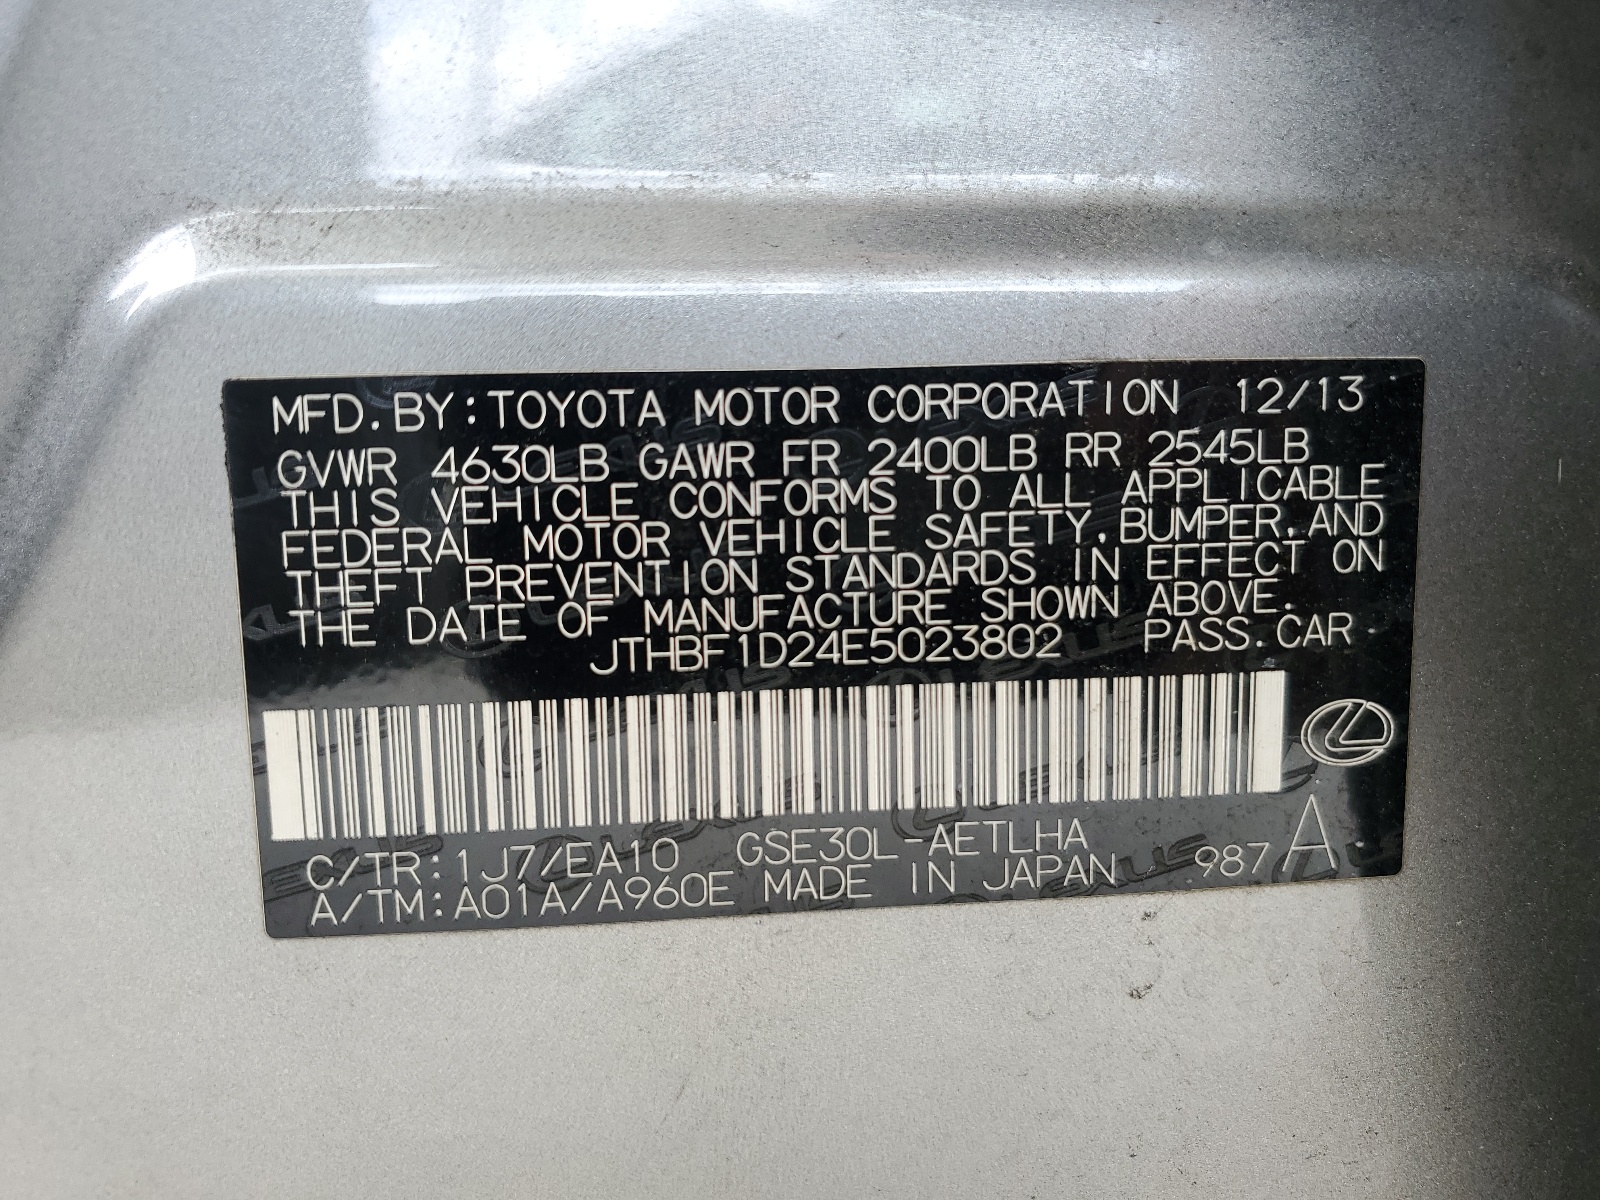 MFD. BY: TOYOTA MOTOR CORPORATION 12/13
GVWR 4630LB GAWR FR 2400LB RR 2545LB
THIS VEHICLE CONFORMS TO ALL APPLICABLE
FEDERAL MOTOR VEHICLE SAFETY, BUMPER, AND
THEFT PREVENTION STANDARDS IN EFFECT ON
THE DATE OF MANUFACTURE SHOWN ABOVE.
JTHBF1D24E5023802 PASS. CAR
C/TR: 1J7/EA10 GSE30L-AETLHA
A/TM: A01A/A960E MADE IN JAPAN 987 A